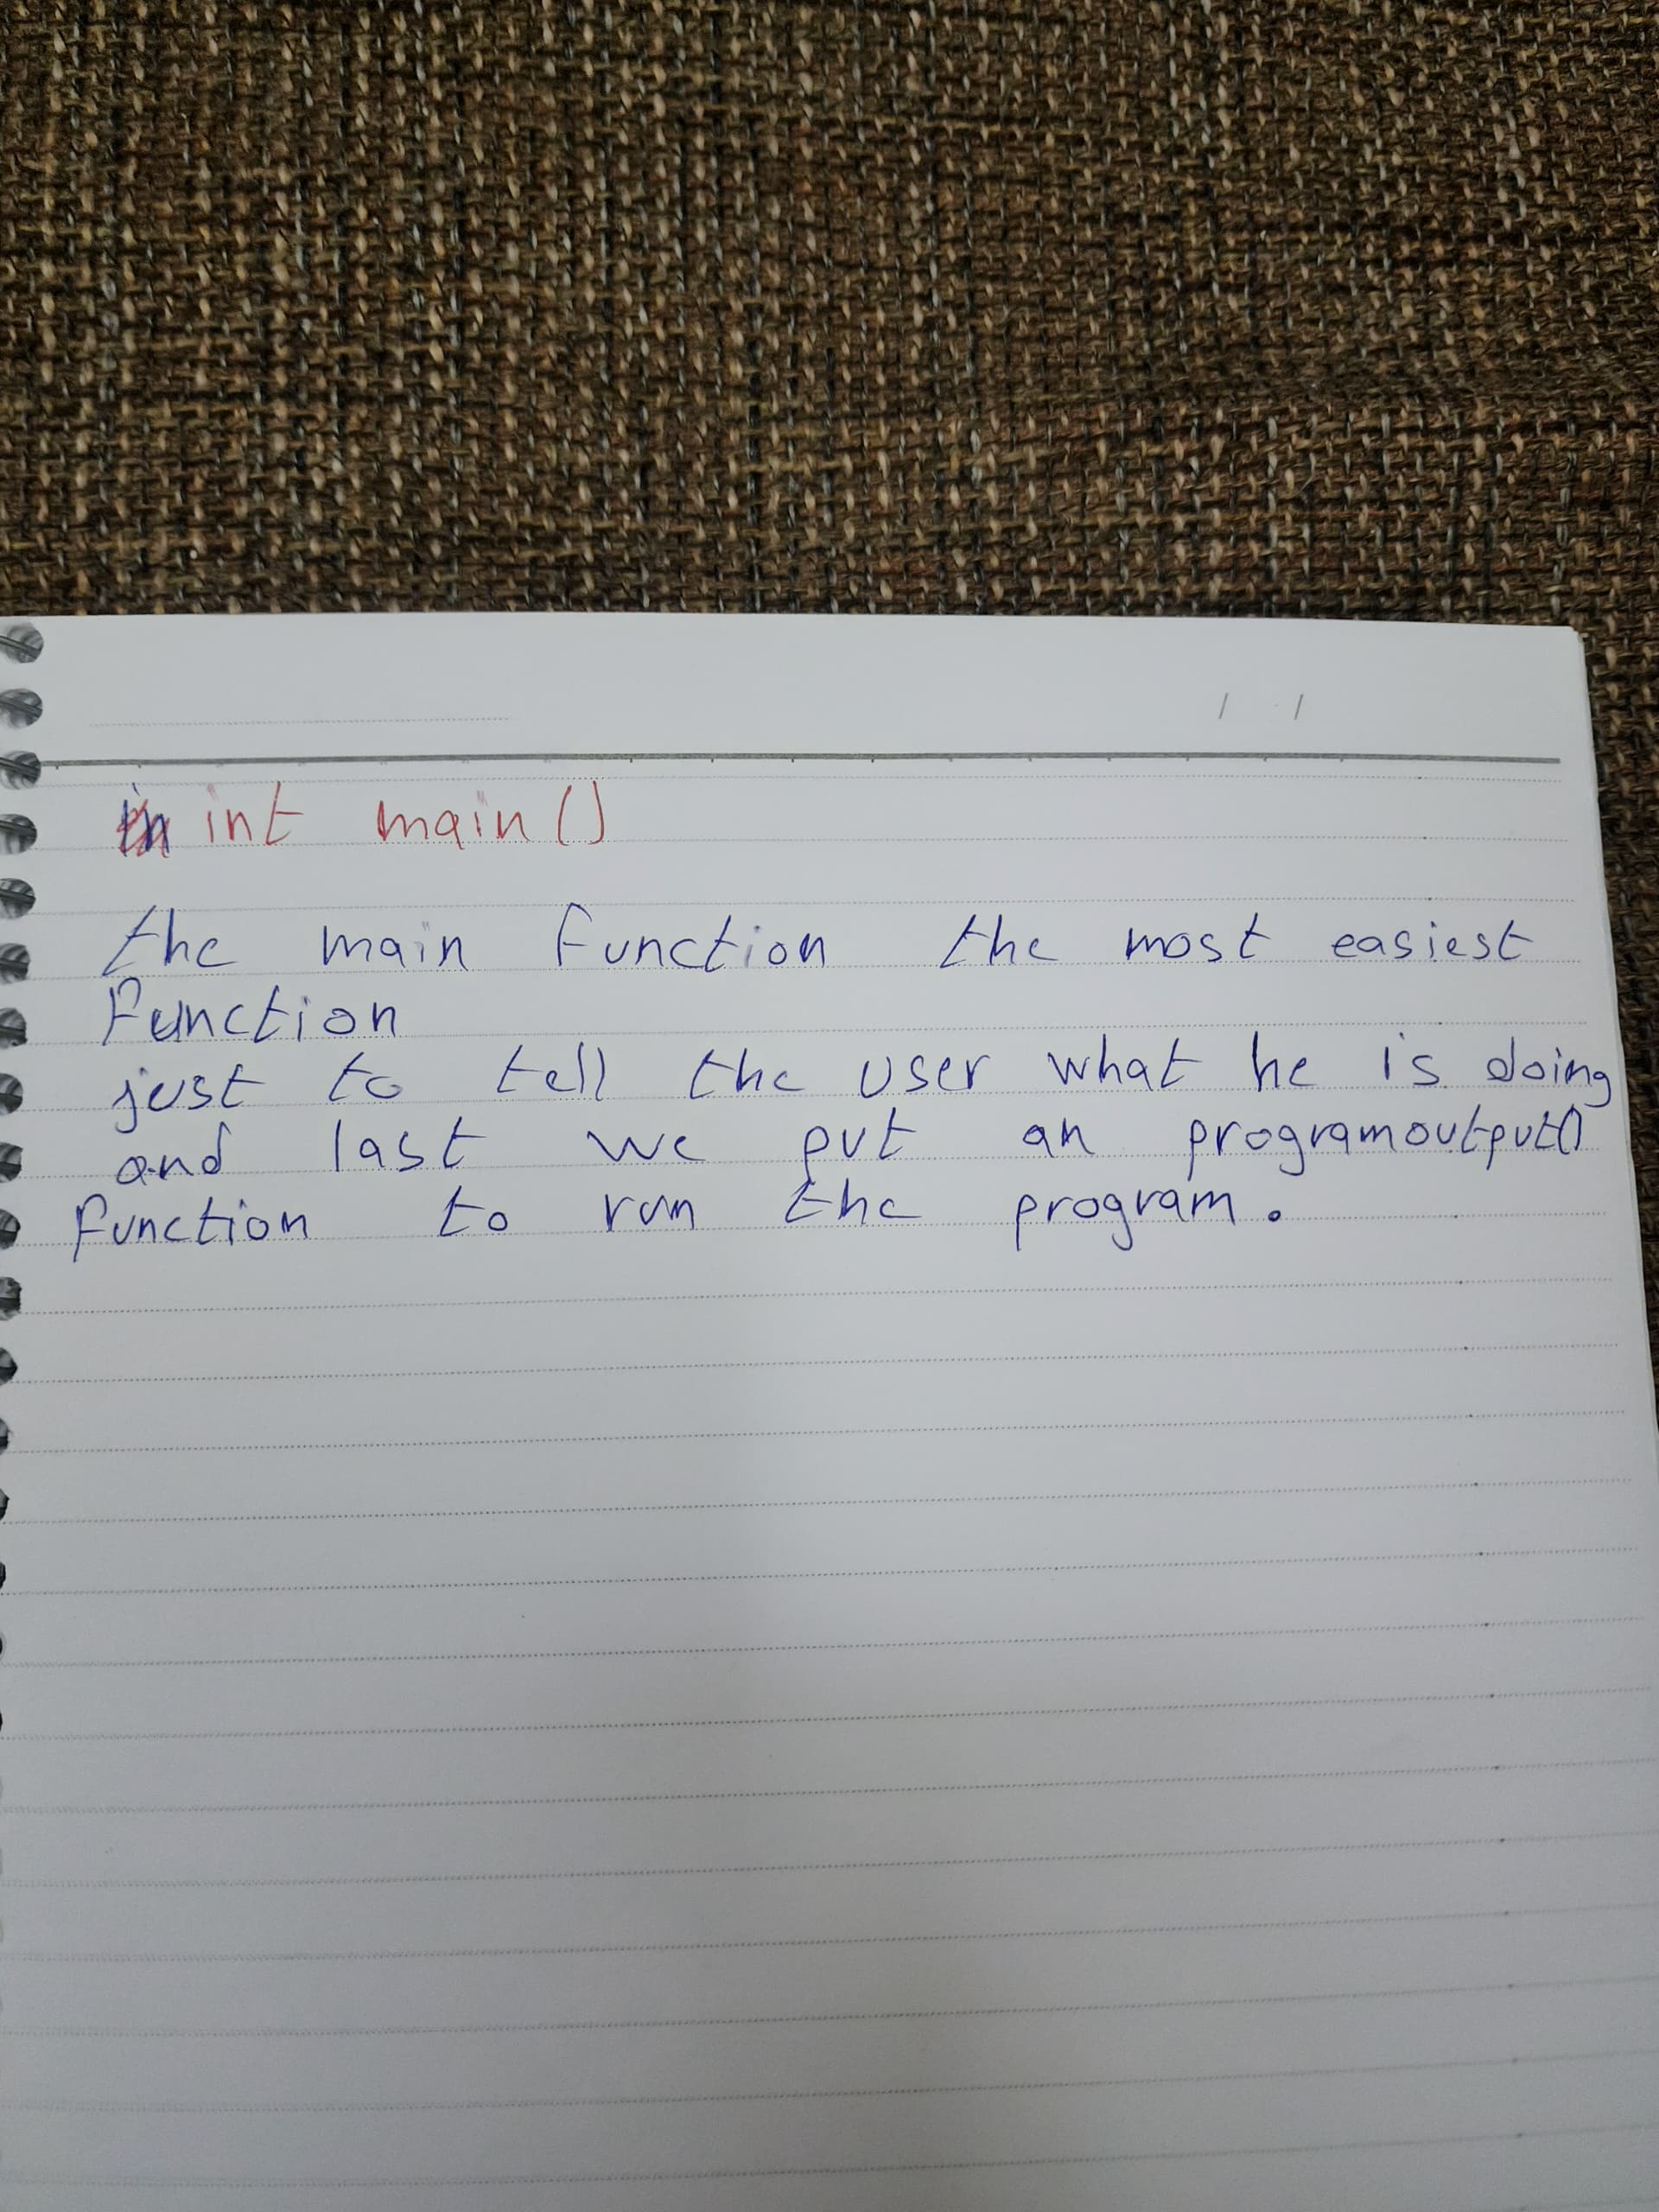 int main()
the main function the most easiest
function
just to tell the user what he is doing
and last we put an programoutput()
function to run the program.